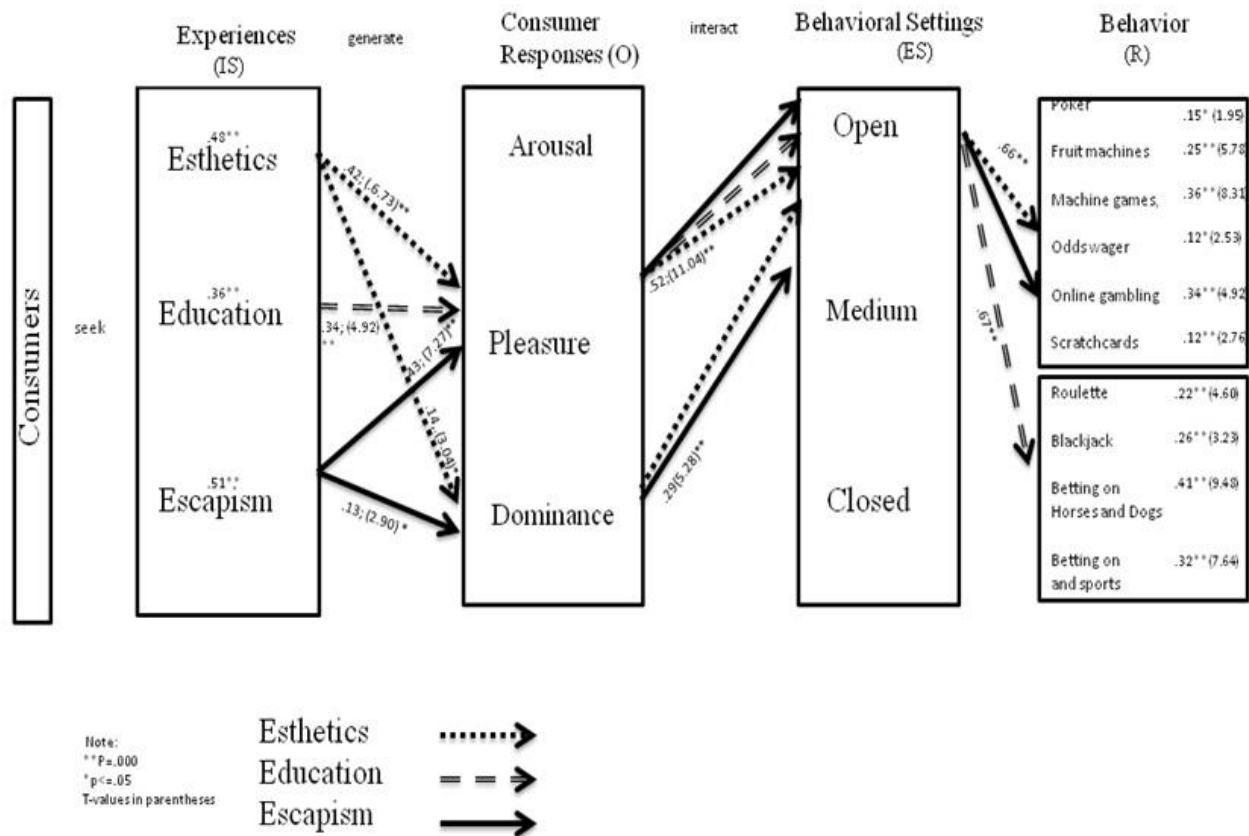 Experiences
(IS)
generate
Consumer
Responses (O)
interact
Behavioral Settings
(ES)
Behavior
(R)
Consumers
seek
.48**
Esthetics
.36**
Education
.51**
Escapism
.42; (.6.73)**
.34; (4.92)
**
.43; (7.27)**
.14; (3.04)*
.13; (2.90) *
Arousal
Pleasure
Dominance
.52;(11.04)**
.29(5.28)**
Open
Medium
Closed
.66**
.67**
Poker .15* (1.95)
Fruit machines .25**(5.78
Machine games, .36**(8.31)
Odds wager .12*(2.53)
Online gambling .34**(4.92
Scratchcards .12**(2.76
Roulette .22**(4.60)
Blackjack .26**(3.23)
Betting on .41**(9.48)
Horses and Dogs
Betting on .32**(7.64)
and sports
Note:
**P=.000
*p<=.05
T-values in parentheses
Esthetics
Education
Escapism